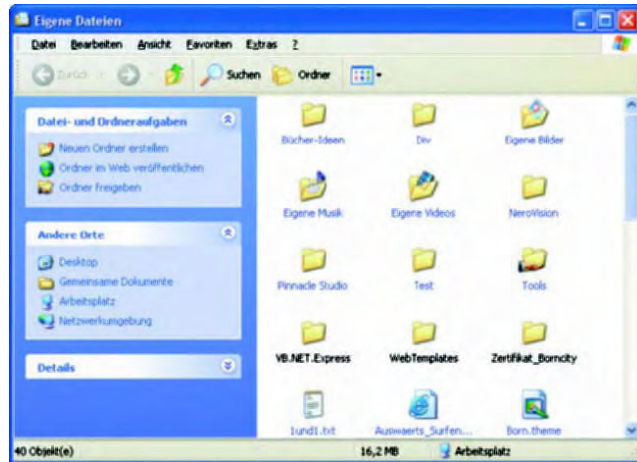 Eigene Dateien
Datei Bearbeiten Ansicht Favoriten Extras ?
Zurück Suchen Ordner
Datei- und Ordneraufgaben
Neuen Ordner erstellen
Ordner im Web veröffentlichen
Ordner freigeben
Andere Orte
Desktop
Gemeinsame Dokumente
Arbeitsplatz
Netzwerkumgebung
Details
Bücher-Ideen Div Eigene Bilder
Eigene Musik Eigene Videos NeroVision
Pinnacle Studio Test Tools
VB.NET.Express WebTemplates Zertifikat_Borncity
1und1.txt Auswaerts_Surfen... Born.theme
40 Objekt(e) 16,2 MB Arbeitsplatz